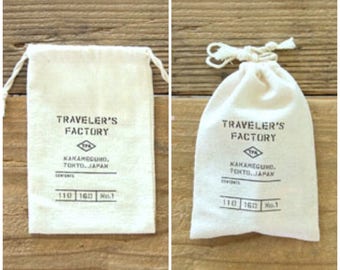 TRAVELER'S
FACTORY
TFA
NAKAMEGURO,
TOKYO, JAPAN
CONTENTS
110 160 No.1
TRAVELER'S
FACTORY
TFA
NAKAMEGURO,
TOKYO, JAPAN
CONTENTS
110 160 No.1